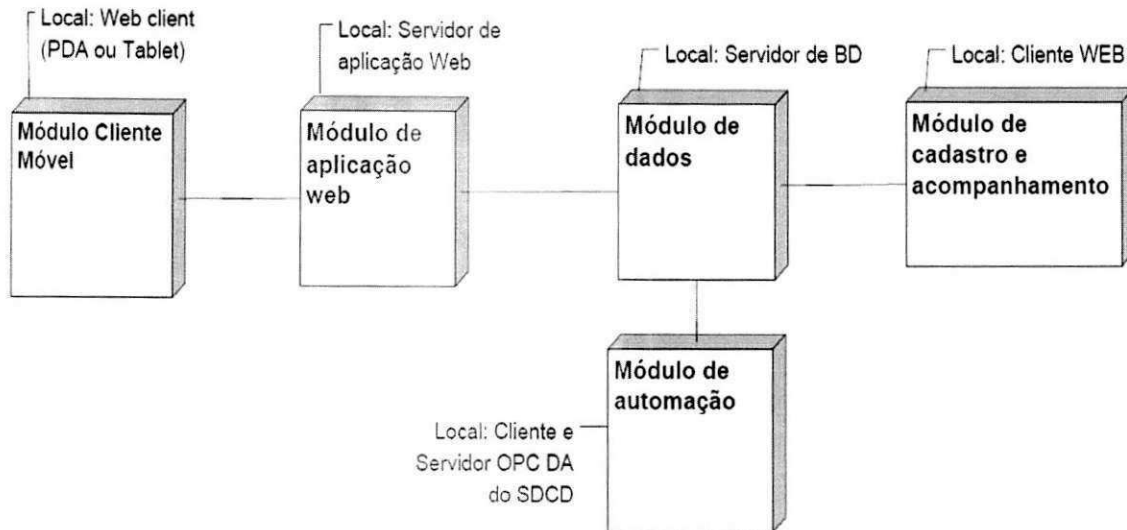 Local: Web client
(PDA ou Tablet)
Local: Servidor de
aplicação Web
Local: Servidor de BD
Local: Cliente WEB
Módulo Cliente
Móvel
Módulo de
aplicação
web
Módulo de
dados
Módulo de
cadastro e
acompanhamento
Módulo de
automação
Local: Cliente e
Servidor OPC DA
do SDCD